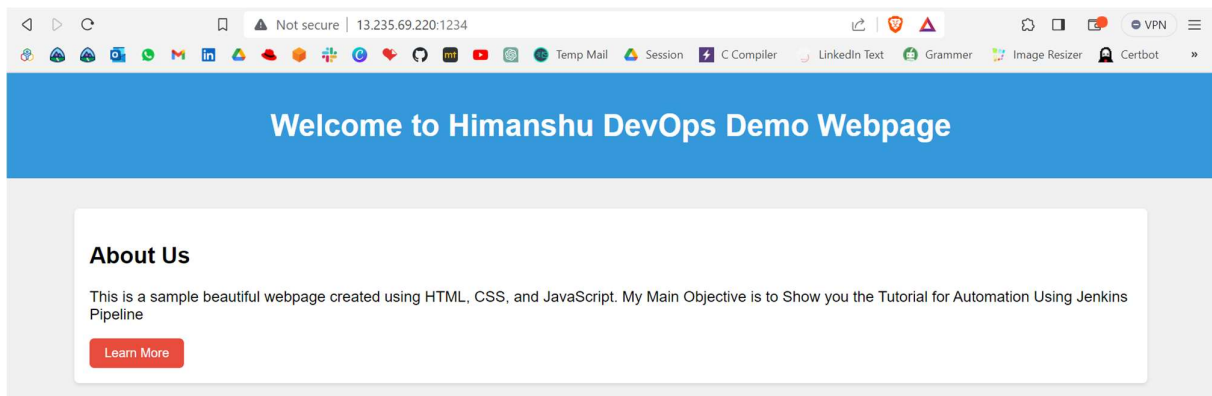 Not secure 13.235.69.220:1234 VPN
mt Temp Mail Session C Compiler LinkedIn Text Grammer Image Resizer Certbot »
Welcome to Himanshu DevOps Demo Webpage
About Us
This is a sample beautiful webpage created using HTML, CSS, and JavaScript. My Main Objective is to Show you the Tutorial for Automation Using Jenkins
Pipeline
Learn More